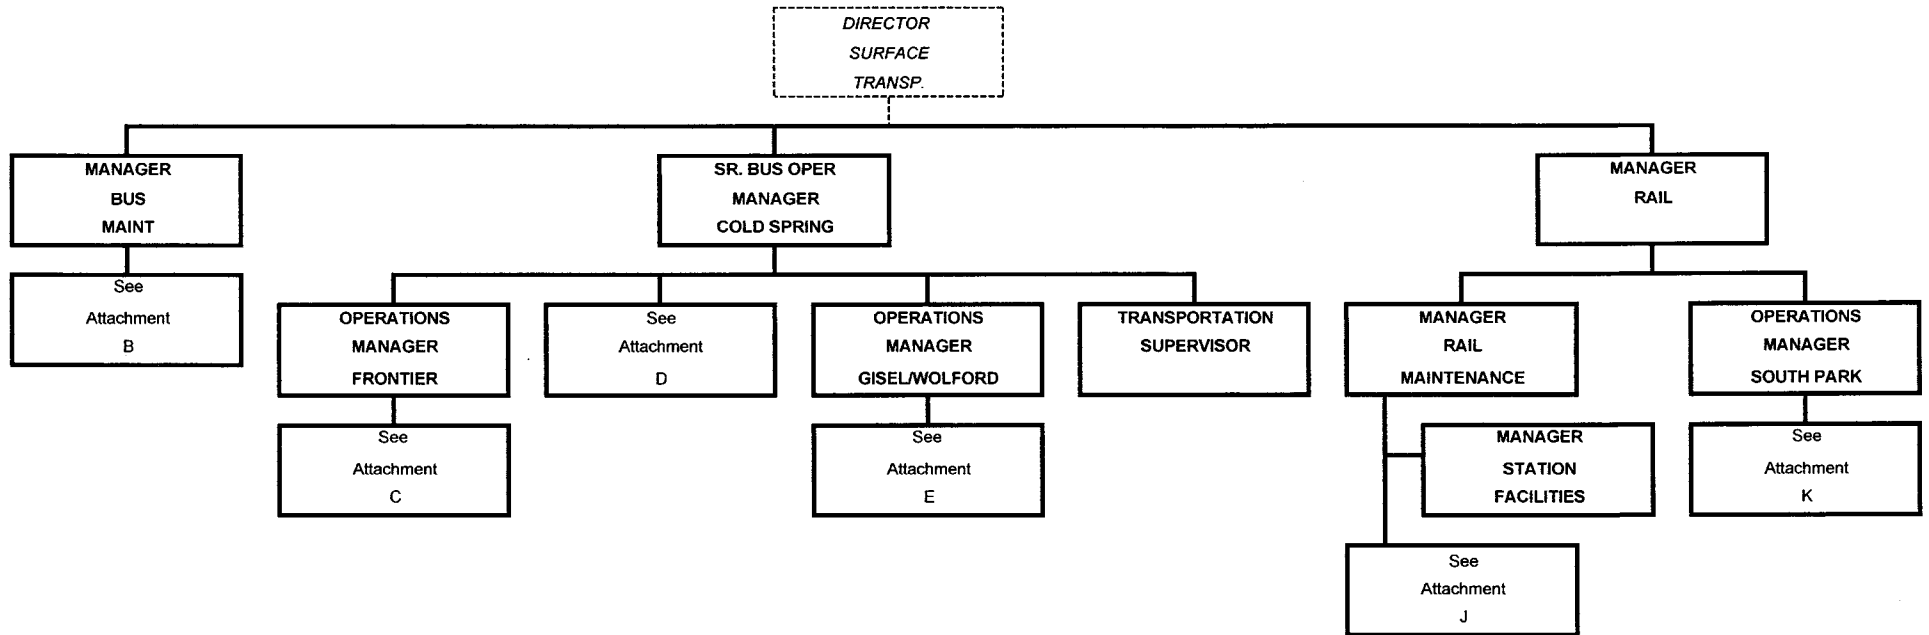 DIRECTOR
SURFACE
TRANSP.
MANAGER
BUS
MAINT
SR. BUS OPER
MANAGER
COLD SPRING
MANAGER
RAIL
See
Attachment
B
OPERATIONS
MANAGER
FRONTIER
See
Attachment
D
OPERATIONS
MANAGER
GISEL/WOLFORD
TRANSPORTATION
SUPERVISOR
MANAGER
RAIL
MAINTENANCE
OPERATIONS
MANAGER
SOUTH PARK
See
Attachment
C
See
Attachment
E
MANAGER
STATION
FACILITIES
See
Attachment
K
See
Attachment
J